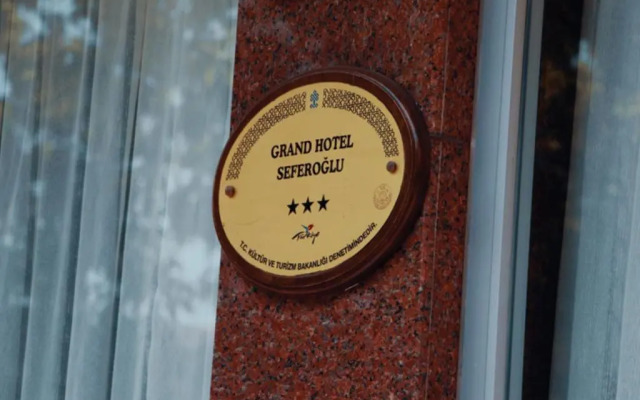 GRAND HOTEL
SEFEROĞLU
Türkiye
T.C. KÜLTÜR VE TURİZM BAKANLIĞI DENETİMİNDEDİR.